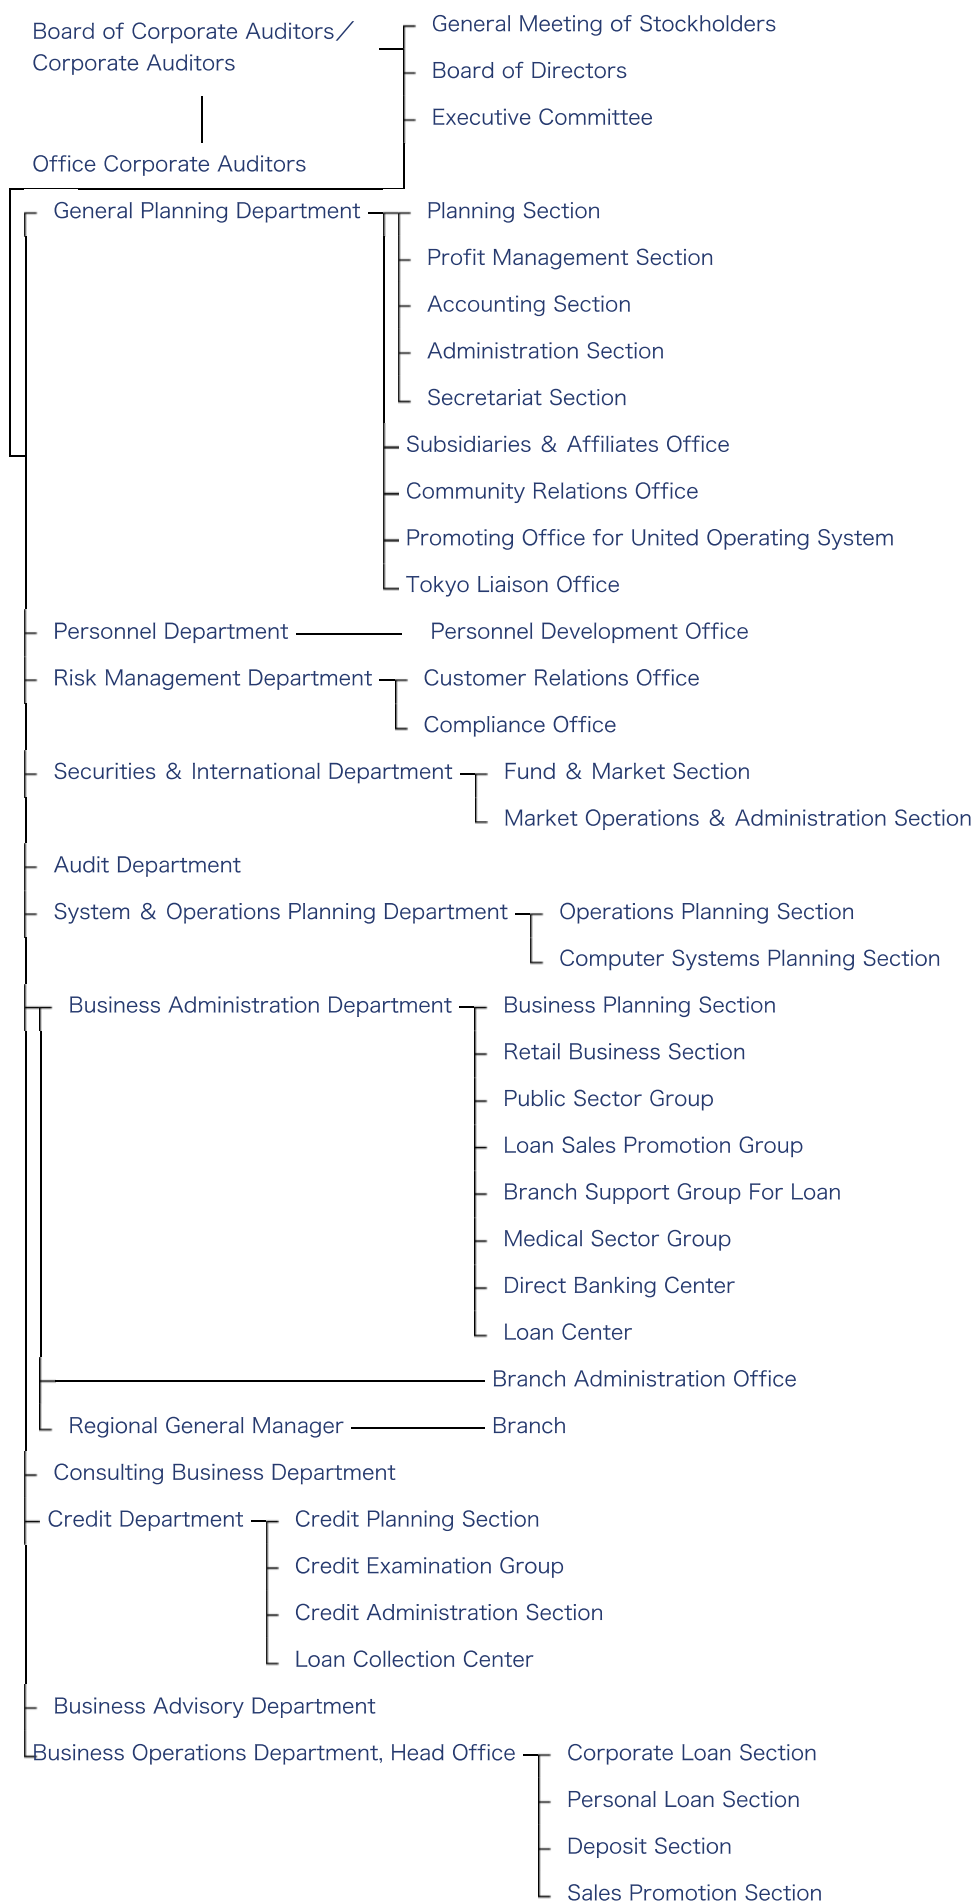 Board of Corporate Auditors／
Corporate Auditors
General Meeting of Stockholders
Board of Directors
Executive Committee
Office Corporate Auditors
General Planning Department
Planning Section
Profit Management Section
Accounting Section
Administration Section
Secretariat Section
Subsidiaries & Affiliates Office
Community Relations Office
Promoting Office for United Operating System
Tokyo Liaison Office
Personnel Department
Personnel Development Office
Risk Management Department
Customer Relations Office
Compliance Office
Securities & International Department
Fund & Market Section
Market Operations & Administration Section
Audit Department
System & Operations Planning Department
Operations Planning Section
Computer Systems Planning Section
Business Administration Department
Business Planning Section
Retail Business Section
Public Sector Group
Loan Sales Promotion Group
Branch Support Group For Loan
Medical Sector Group
Direct Banking Center
Loan Center
Branch Administration Office
Regional General Manager
Branch
Consulting Business Department
Credit Department
Credit Planning Section
Credit Examination Group
Credit Administration Section
Loan Collection Center
Business Advisory Department
Business Operations Department, Head Office
Corporate Loan Section
Personal Loan Section
Deposit Section
Sales Promotion Section